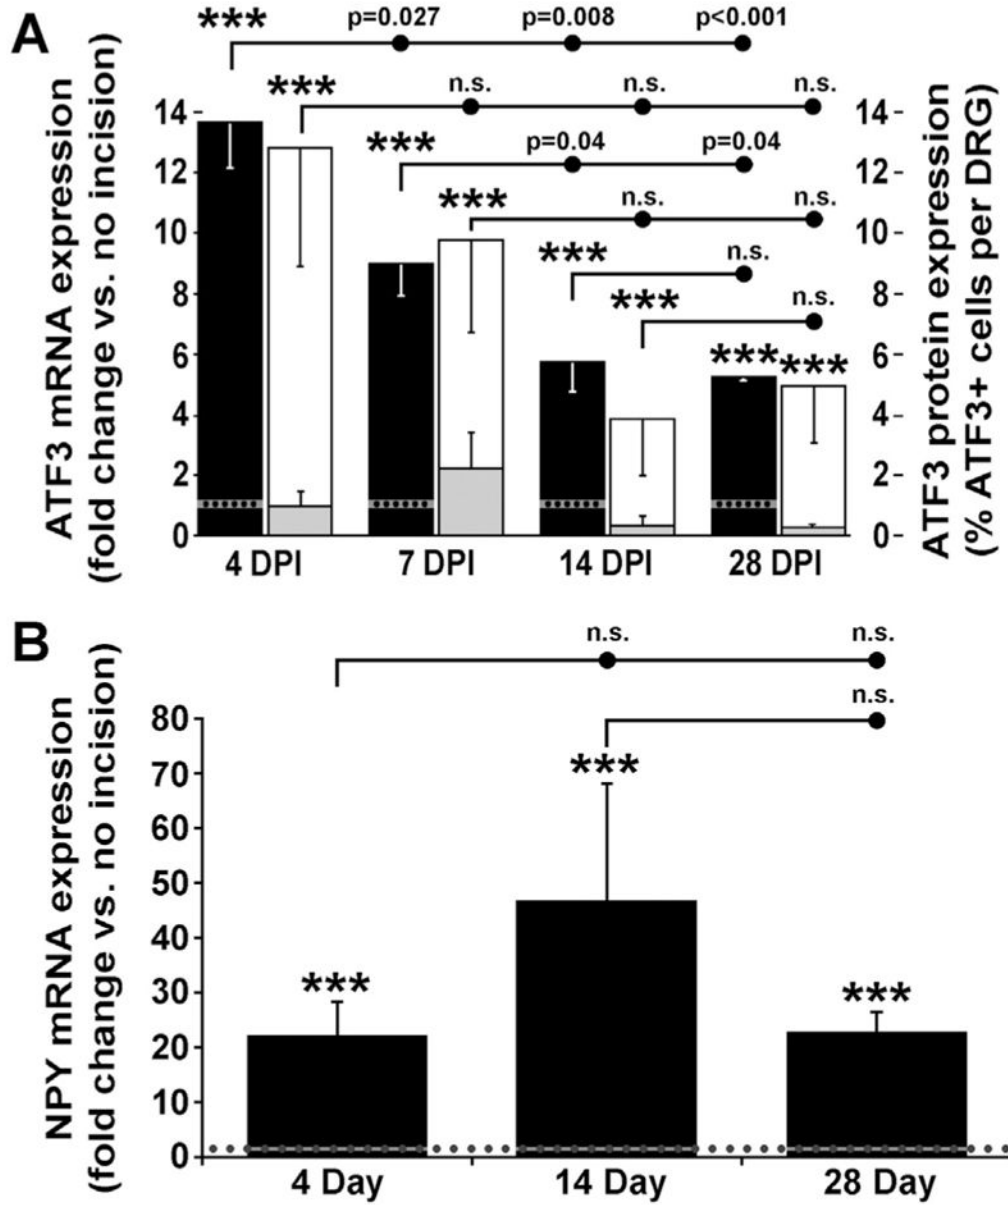 A
*** p=0.027 p=0.008 p<0.001
*** n.s. n.s. n.s.
*** p=0.04 p=0.04
*** n.s. n.s.
*** n.s.
*** n.s.
*** ***
ATF3 mRNA expression
(fold change vs. no incision)
14
12
10
8
6
4
2
0
14
12
10
8
6
4
2
0
ATF3 protein expression
(% ATF3+ cells per DRG)
4 DPI 7 DPI 14 DPI 28 DPI
B
n.s. n.s.
n.s.
NPY mRNA expression
(fold change vs. no incision)
80
70
60
50
40
30
20
10
0
***
***
***
4 Day 14 Day 28 Day